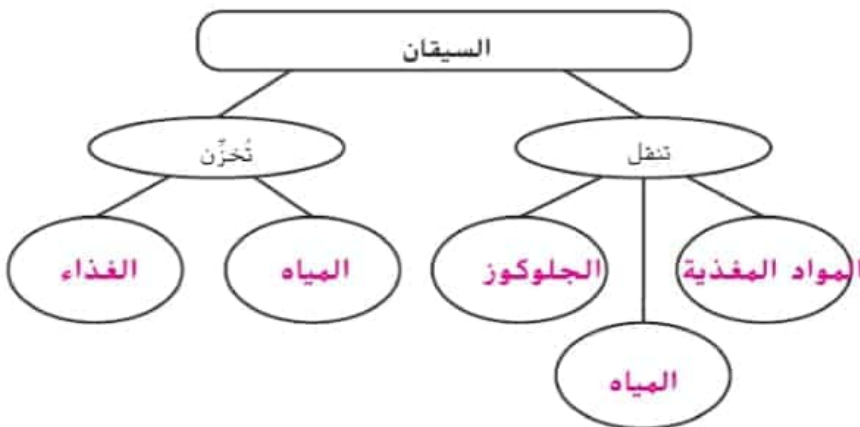 السيقان
تنقل
تُخزِّن
المواد المغذية
الجلوكوز
المياه
الغذاء
المياه